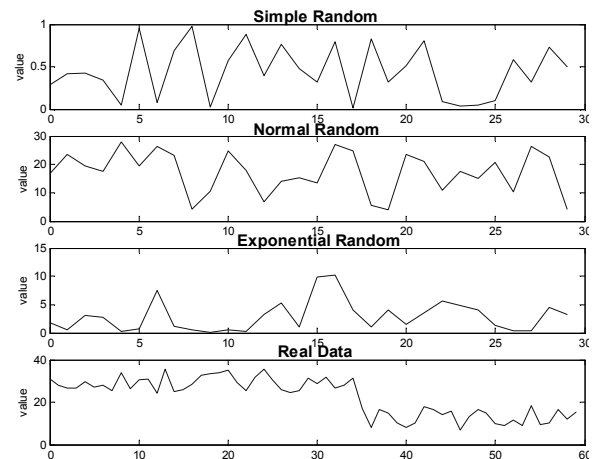 Simple Random
1
0.5
0
value
0 5 10 15 20 25 30
Normal Random
30
20
10
0
value
0 5 10 15 20 25 30
Exponential Random
15
10
5
0
value
0 5 10 15 20 25 30
Real Data
40
20
0
value
0 10 20 30 40 50 60